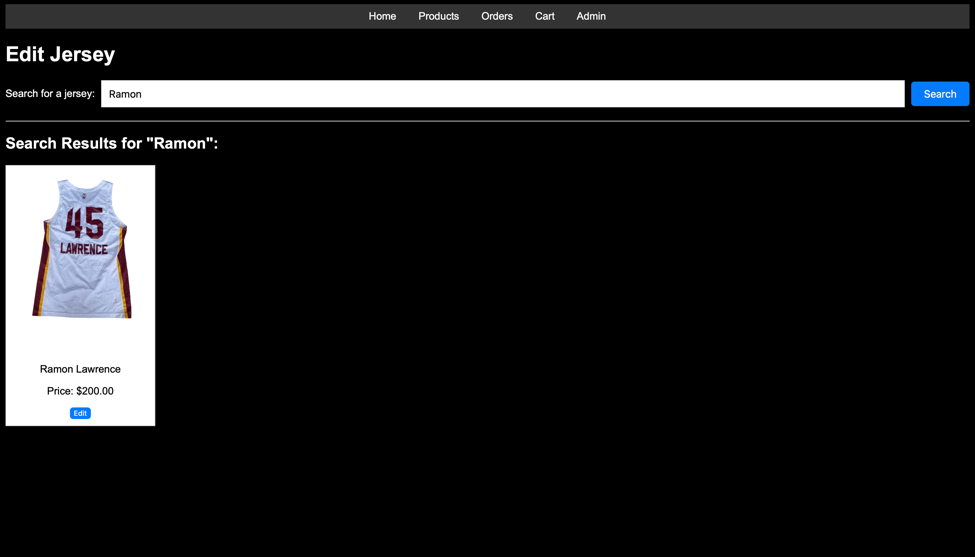 Home Products Orders Cart Admin
Edit Jersey
Search for a jersey: Ramon Search
Search Results for "Ramon":
45
LAWRENCE
Ramon Lawrence
Price: $200.00
Edit